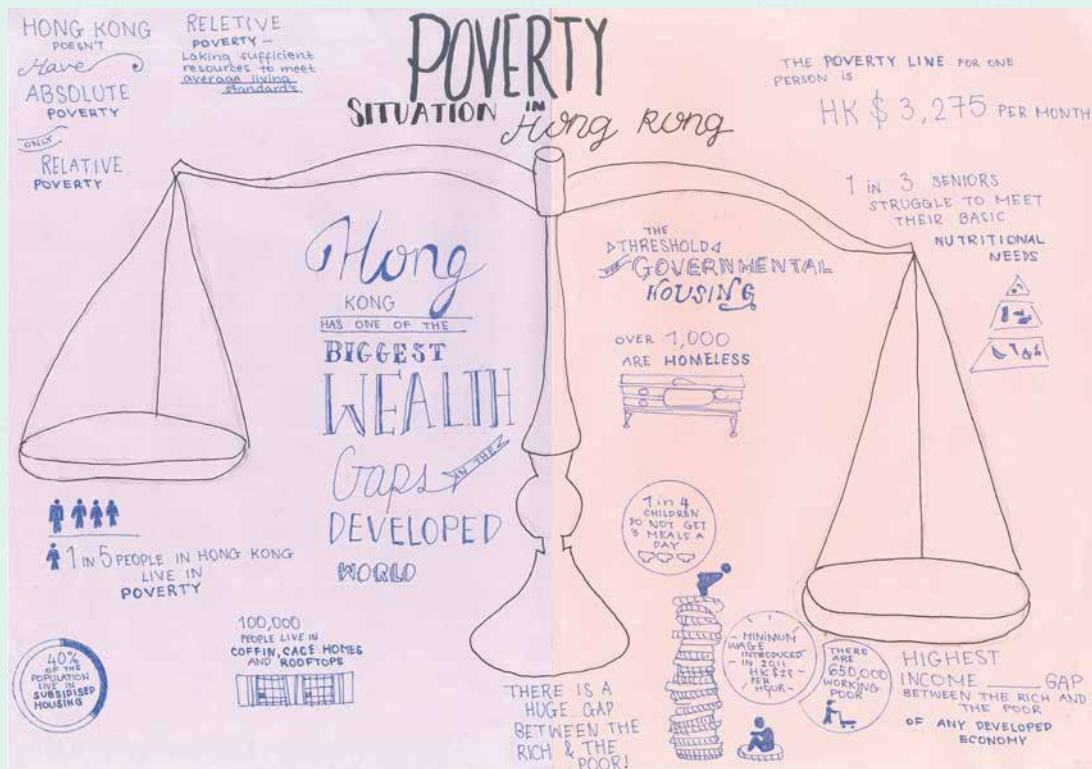 HONG KONG
DOESN'T
Have
ABSOLUTE
POVERTY
ONLY
RELATIVE
POVERTY
RELETIVE
POVERTY –
Laking sufficient
resources to meet
average living
standards
POVERTY
SITUATION IN
Hong Kong
THE POVERTY LINE FOR ONE
PERSON IS
HK $ 3,275 PER MONTH
1 IN 3 SENIORS
STRUGGLE TO MEET
THEIR BASIC
NUTRITIONAL
NEEDS
Hong
KONG
HAS ONE OF THE
BIGGEST
WEALTH
Gaps IN THE
DEVELOPED
WORLD
THE
THRESHOLD
GOVERNMENTAL
HOUSING
OVER 1,000
ARE HOMELESS
1 in 4
CHILDREN
DO NOT GET
3 MEALS A
DAY
1 IN 5 PEOPLE IN HONG KONG
LIVE IN
POVERTY
40%
OF THE
POPULATION
LIVE IN
SUBSIDISED
HOUSING
100,000
PEOPLE LIVE IN
COFFIN, CAGE HOMES
AND ROOFTOPS
THERE IS A
HUGE GAP
BETWEEN THE
RICH & THE
POOR!
– MINIMUM
WAGE
INTRODUCED
– IN 2011
HK $28 –
PER
HOUR –
THERE
ARE
650,000
WORKING
POOR
HIGHEST
INCOME ____ GAP
BETWEEN THE RICH AND
THE POOR
OF ANY DEVELOPED
ECONOMY